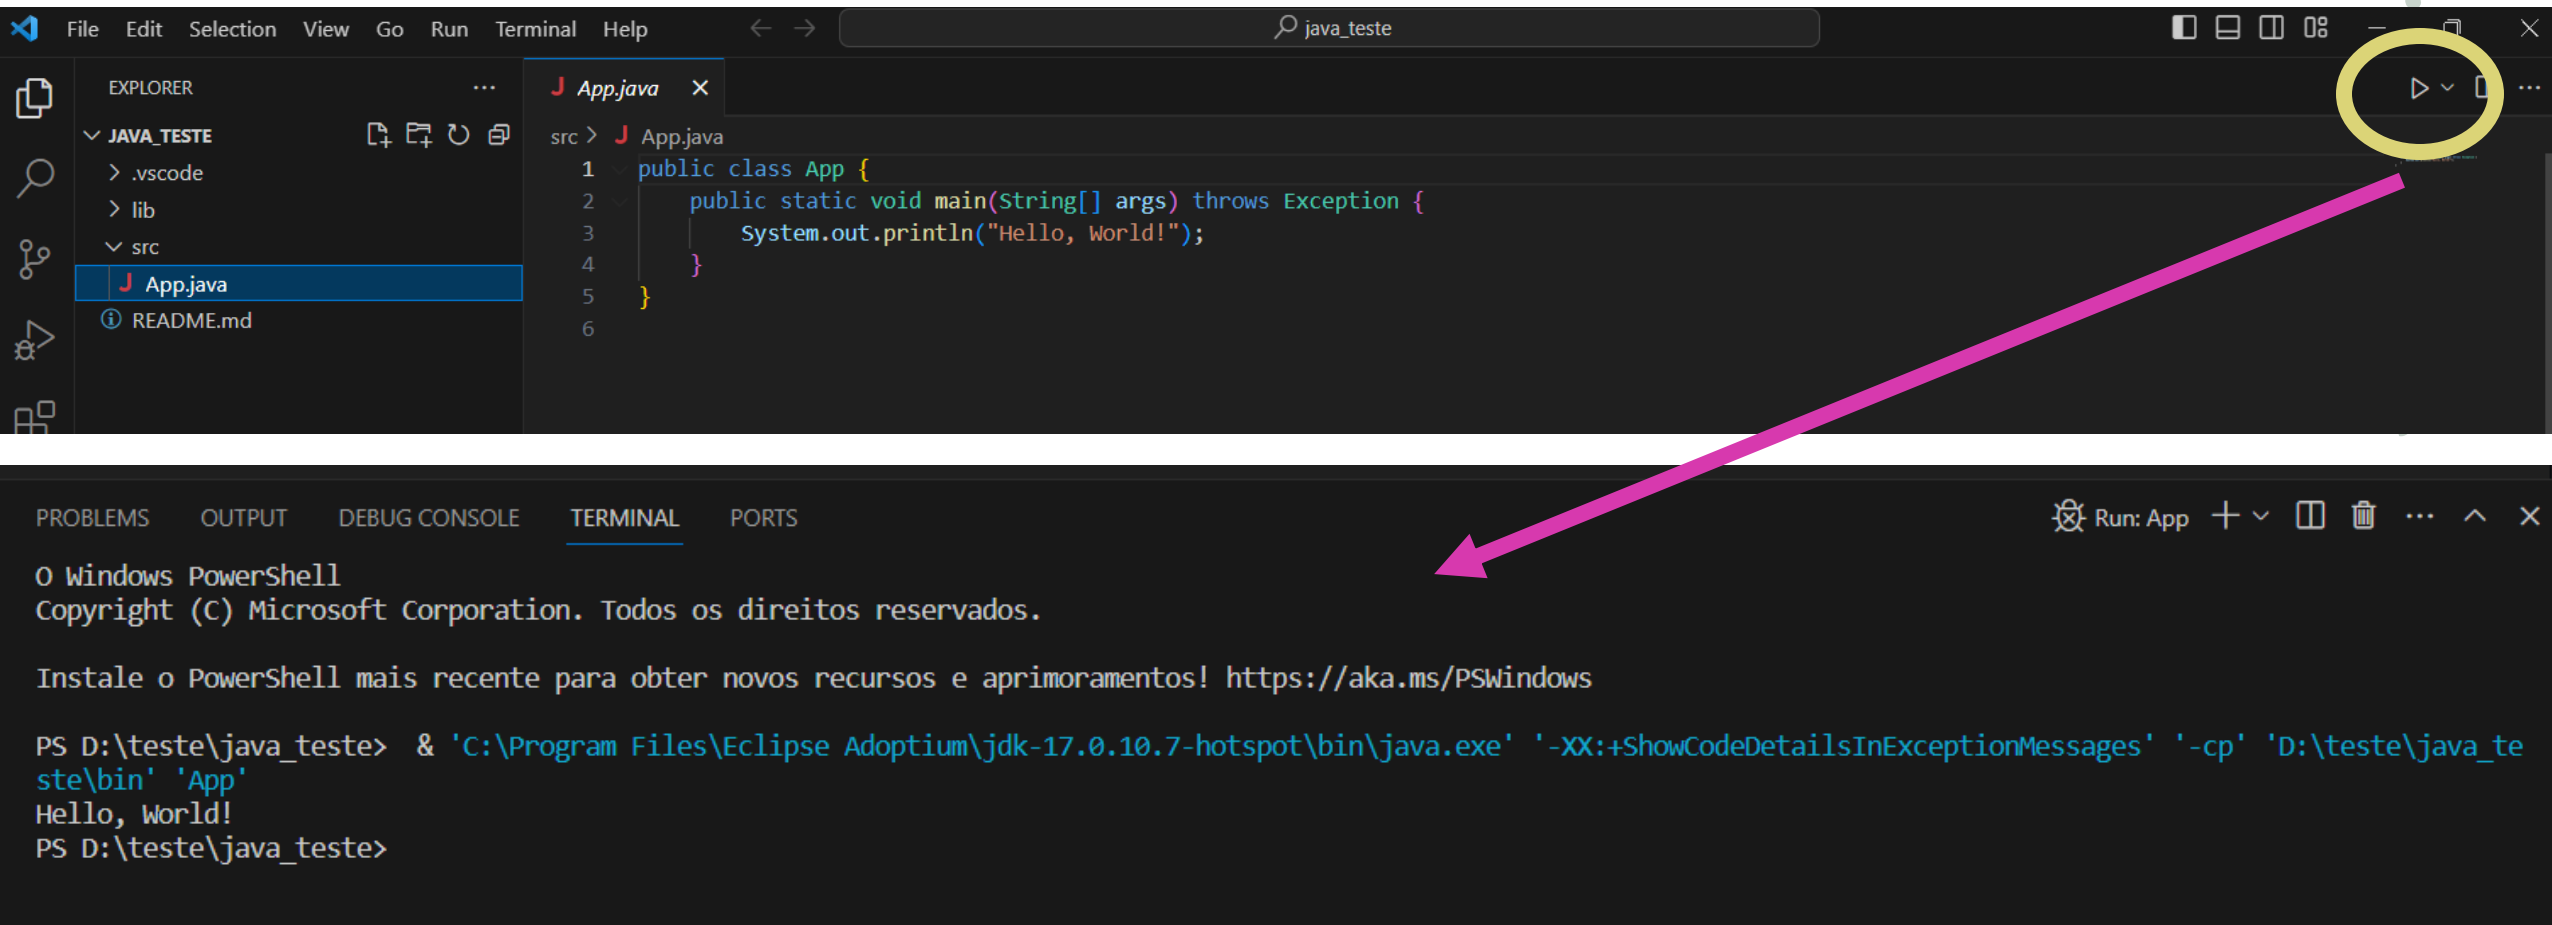 File Edit Selection View Go Run Terminal Help java_teste
EXPLORER
JAVA_TESTE
.vscode
lib
src
J App.java
README.md
J App.java
src > J App.java
1 public class App {
2 public static void main(String[] args) throws Exception {
3 System.out.println("Hello, World!");
4 }
5 }
6
PROBLEMS OUTPUT DEBUG CONSOLE TERMINAL PORTS Run: App
O Windows PowerShell
Copyright (C) Microsoft Corporation. Todos os direitos reservados.
Instale o PowerShell mais recente para obter novos recursos e aprimoramentos! https://aka.ms/PSWindows
PS D:\teste\java_teste> & 'C:\Program Files\Eclipse Adoptium\jdk-17.0.10.7-hotspot\bin\java.exe' '-XX:+ShowCodeDetailsInExceptionMessages' '-cp' 'D:\teste\java_te
ste\bin' 'App'
Hello, World!
PS D:\teste\java_teste>